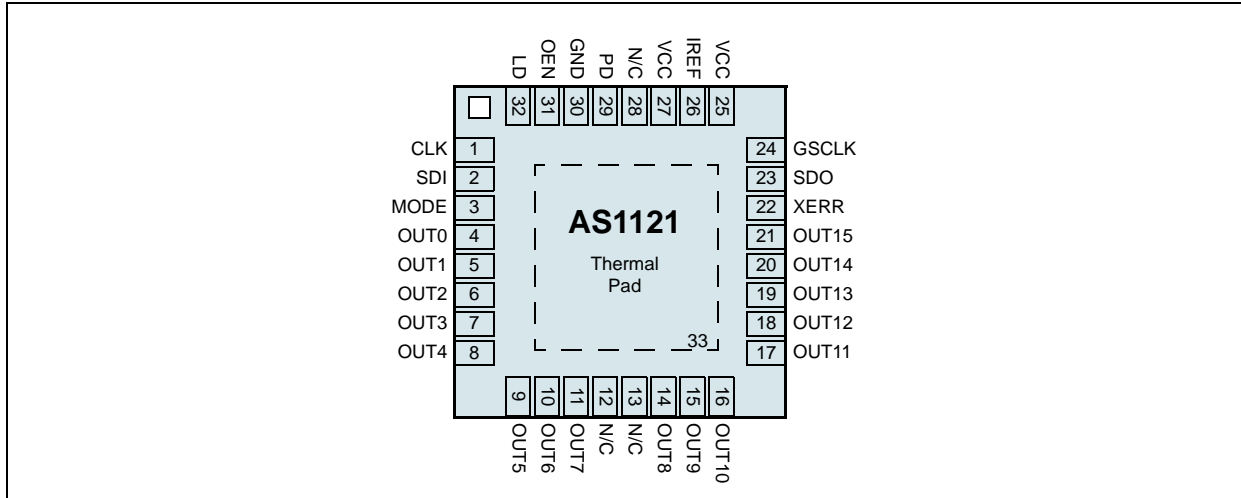 LD OEN GND PD N/C VCC IREF VCC
32 31 30 29 28 27 26 25
CLK 1
SDI 2
MODE 3
OUT0 4
OUT1 5
OUT2 6
OUT3 7
OUT4 8
AS1121
Thermal
Pad
33
24 GSCLK
23 SDO
22 XERR
21 OUT15
20 OUT14
19 OUT13
18 OUT12
17 OUT11
9 10 11 12 13 14 15 16
OUT5 OUT6 OUT7 N/C N/C OUT8 OUT9 OUT10